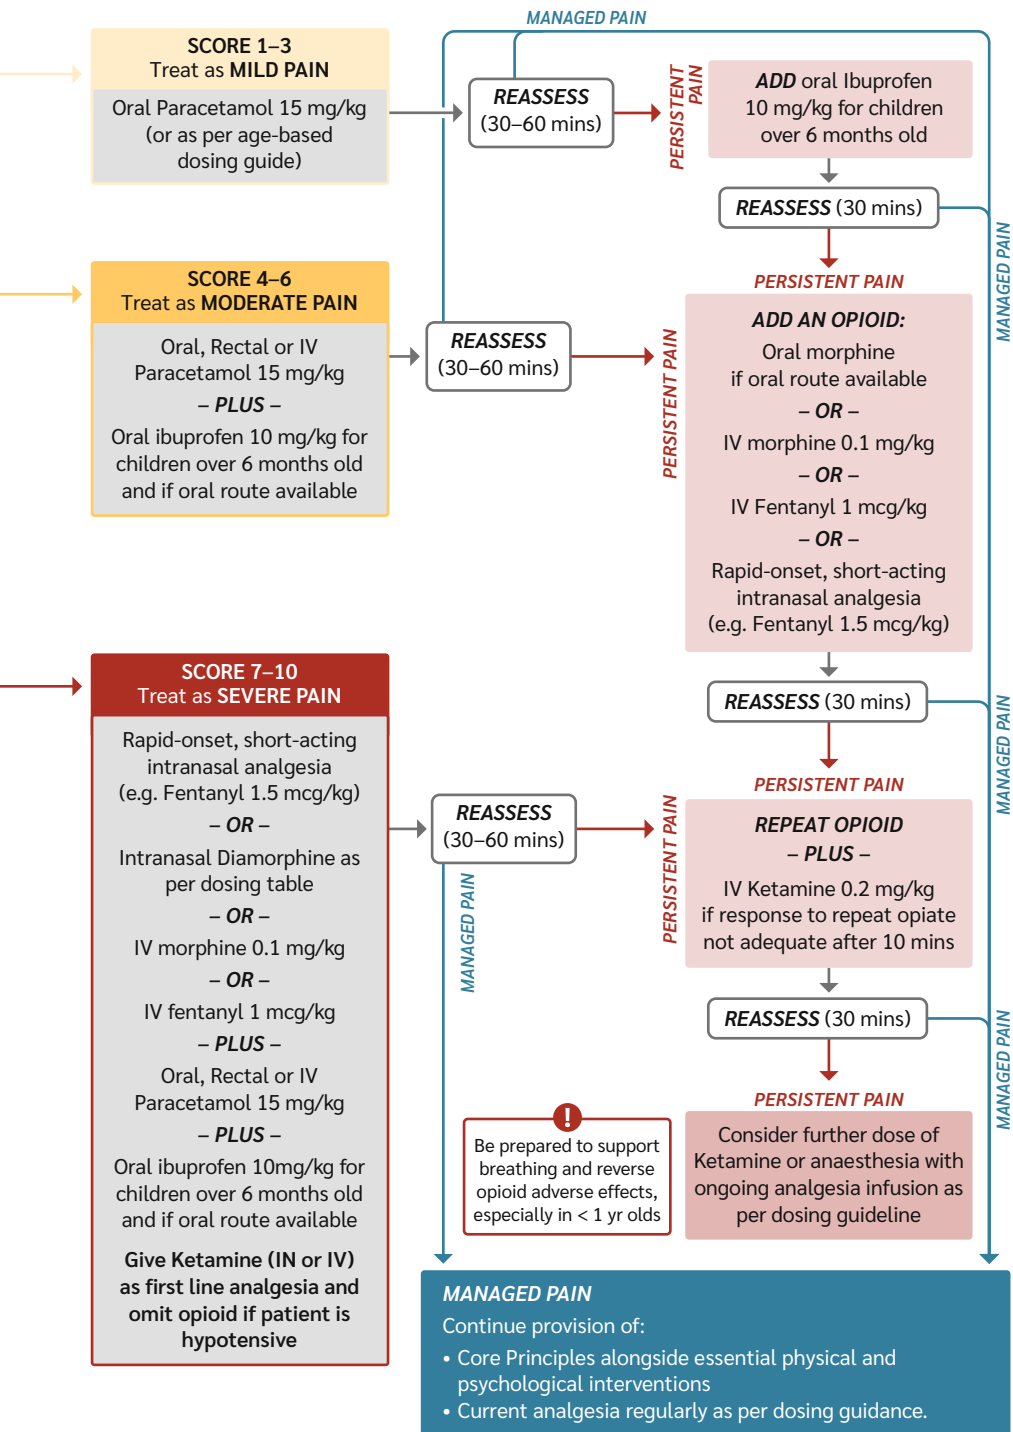 MANAGED PAIN
SCORE 1–3
Treat as MILD PAIN
Oral Paracetamol 15 mg/kg
(or as per age-based
dosing guide)
REASSESS
(30–60 mins)
PERSISTENT
PAIN
ADD oral Ibuprofen
10 mg/kg for children
over 6 months old
REASSESS (30 mins)
MANAGED PAIN
PERSISTENT PAIN
SCORE 4–6
Treat as MODERATE PAIN
Oral, Rectal or IV
Paracetamol 15 mg/kg
– PLUS –
Oral ibuprofen 10 mg/kg for
children over 6 months old
and if oral route available
REASSESS
(30–60 mins)
PERSISTENT PAIN
ADD AN OPIOID:
Oral morphine
if oral route available
– OR –
IV morphine 0.1 mg/kg
– OR –
IV Fentanyl 1 mcg/kg
– OR –
Rapid-onset, short-acting
intranasal analgesia
(e.g. Fentanyl 1.5 mcg/kg)
REASSESS (30 mins)
MANAGED PAIN
PERSISTENT PAIN
SCORE 7–10
Treat as SEVERE PAIN
Rapid-onset, short-acting
intranasal analgesia
(e.g. Fentanyl 1.5 mcg/kg)
– OR –
Intranasal Diamorphine as
per dosing table
– OR –
IV morphine 0.1 mg/kg
– OR –
IV fentanyl 1 mcg/kg
– PLUS –
Oral, Rectal or IV
Paracetamol 15 mg/kg
– PLUS –
Oral ibuprofen 10mg/kg for
children over 6 months old
and if oral route available
Give Ketamine (IN or IV)
as first line analgesia and
omit opioid if patient is
hypotensive
REASSESS
(30–60 mins)
MANAGED PAIN
PERSISTENT PAIN
REPEAT OPIOID
– PLUS –
IV Ketamine 0.2 mg/kg
if response to repeat opiate
not adequate after 10 mins
REASSESS (30 mins)
MANAGED PAIN
PERSISTENT PAIN
!
Be prepared to support
breathing and reverse
opioid adverse effects,
especially in < 1 yr olds
Consider further dose of
Ketamine or anaesthesia with
ongoing analgesia infusion as
per dosing guideline
MANAGED PAIN
Continue provision of:
• Core Principles alongside essential physical and
psychological interventions
• Current analgesia regularly as per dosing guidance.